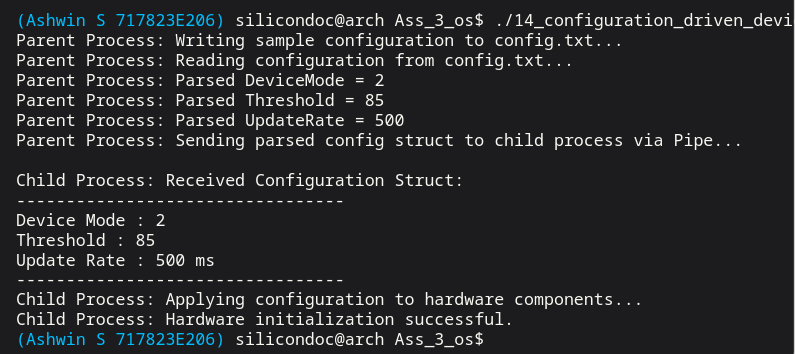 (Ashwin S 717823E206) silicondoc@arch Ass_3_os$ ./14_configuration_driven_devi
Parent Process: Writing sample configuration to config.txt...
Parent Process: Reading configuration from config.txt...
Parent Process: Parsed DeviceMode = 2
Parent Process: Parsed Threshold = 85
Parent Process: Parsed UpdateRate = 500
Parent Process: Sending parsed config struct to child process via Pipe...
Child Process: Received Configuration Struct:
---------------------------------
Device Mode : 2
Threshold : 85
Update Rate : 500 ms
---------------------------------
Child Process: Applying configuration to hardware components...
Child Process: Hardware initialization successful.
(Ashwin S 717823E206) silicondoc@arch Ass_3_os$